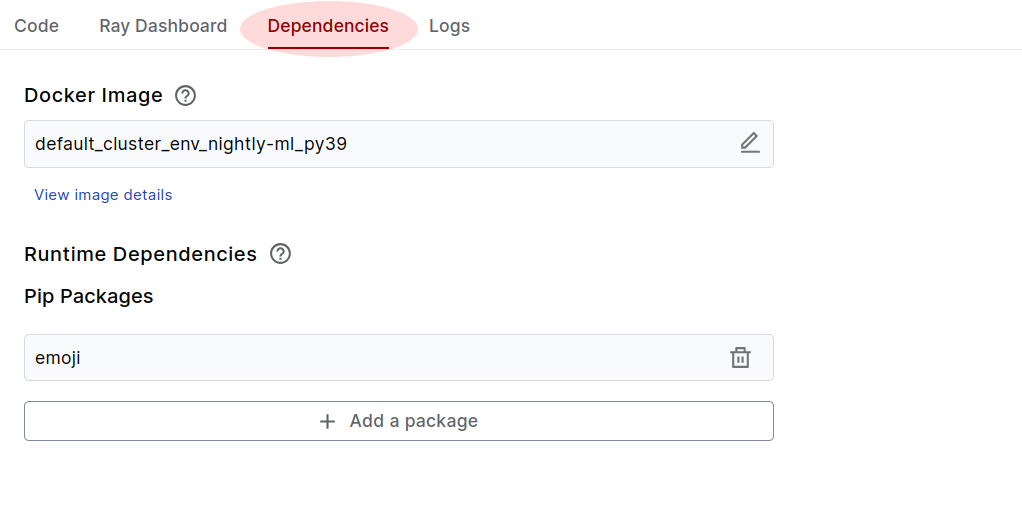 Code Ray Dashboard Dependencies Logs
Docker Image
default_cluster_env_nightly-ml_py39
View image details
Runtime Dependencies
Pip Packages
emoji
Add a package